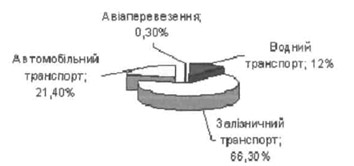 Авіаперевезення;
0,30%
Водний
транспорт; 12%
Автомобільний
транспорт;
21,40%
Залізничний
транспорт;
66,30%